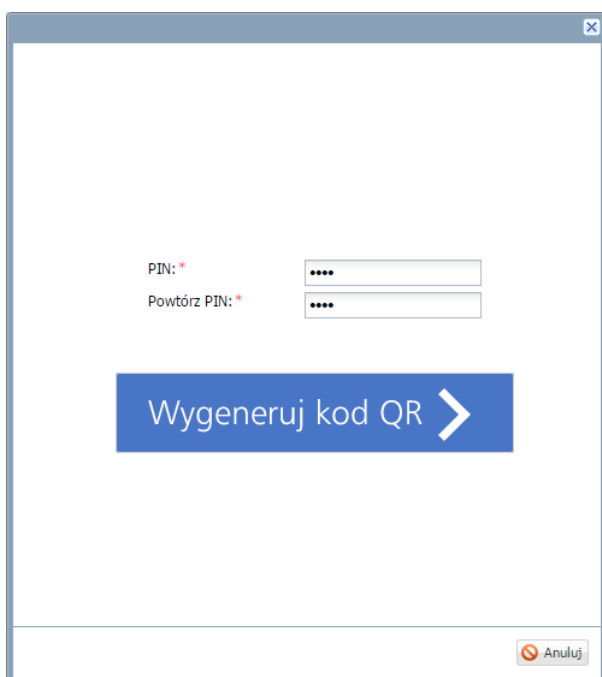 PIN: * ••••
Powtórz PIN: * ••••
Wygeneruj kod QR
Anuluj